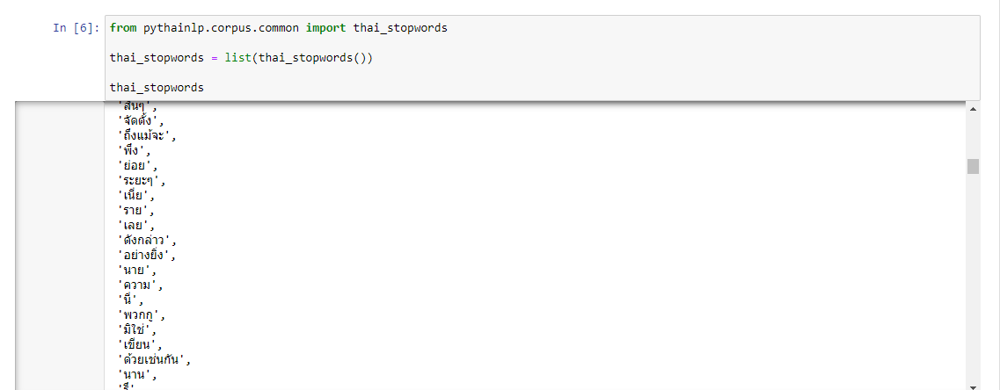 In [6]: from pythainlp.corpus.common import thai_stopwords
thai_stopwords = list(thai_stopwords())
thai_stopwords
'สั้นๆ',
'จัดตั้ง',
'ถึงแม้จะ',
'พึ่ง',
'ย่อย',
'ระยะๆ',
'เนี่ย',
'ราย',
'เลย',
'ดังกล่าว',
'อย่างยิ่ง',
'นาย',
'ความ',
'นี่',
'พวกกู',
'มิใช่',
'เขียน',
'ด้วยเช่นกัน',
'นาน',